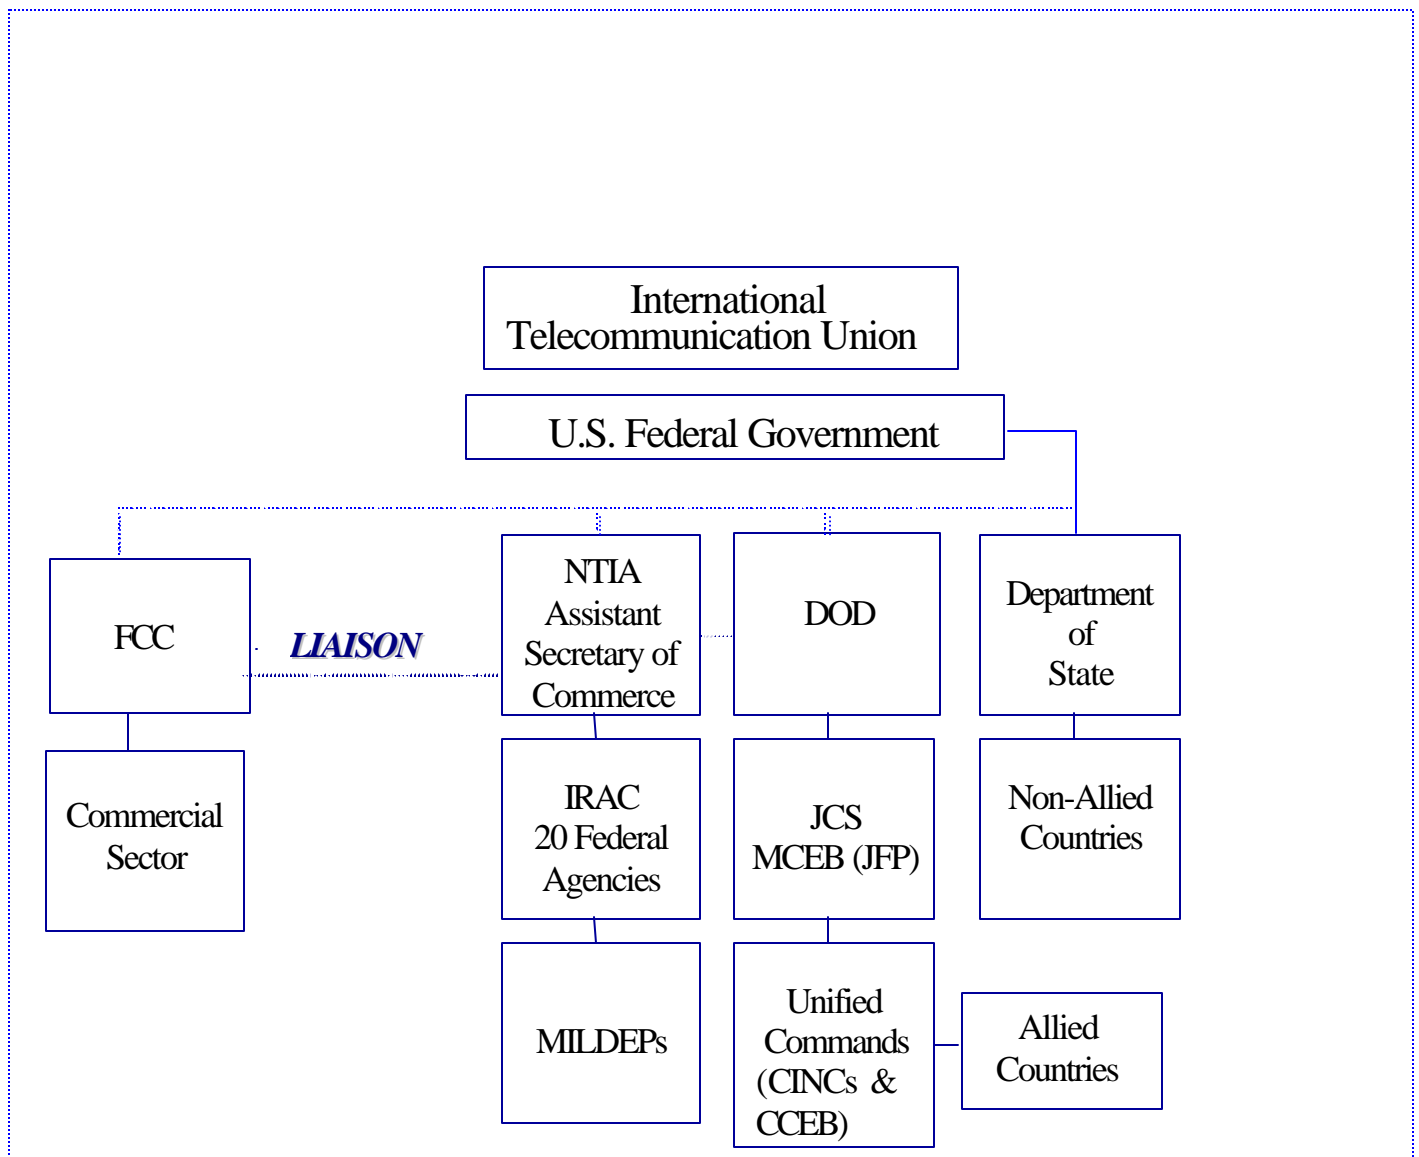 International
Telecommunication Union
U.S. Federal Government
FCC
LIAISON
NTIA
Assistant
Secretary of
Commerce
DOD
Department
of
State
Commercial
Sector
IRAC
20 Federal
Agencies
JCS
MCEB (JFP)
Non-Allied
Countries
MILDEPs
Unified
Commands
(CINCs &
CCEB)
Allied
Countries